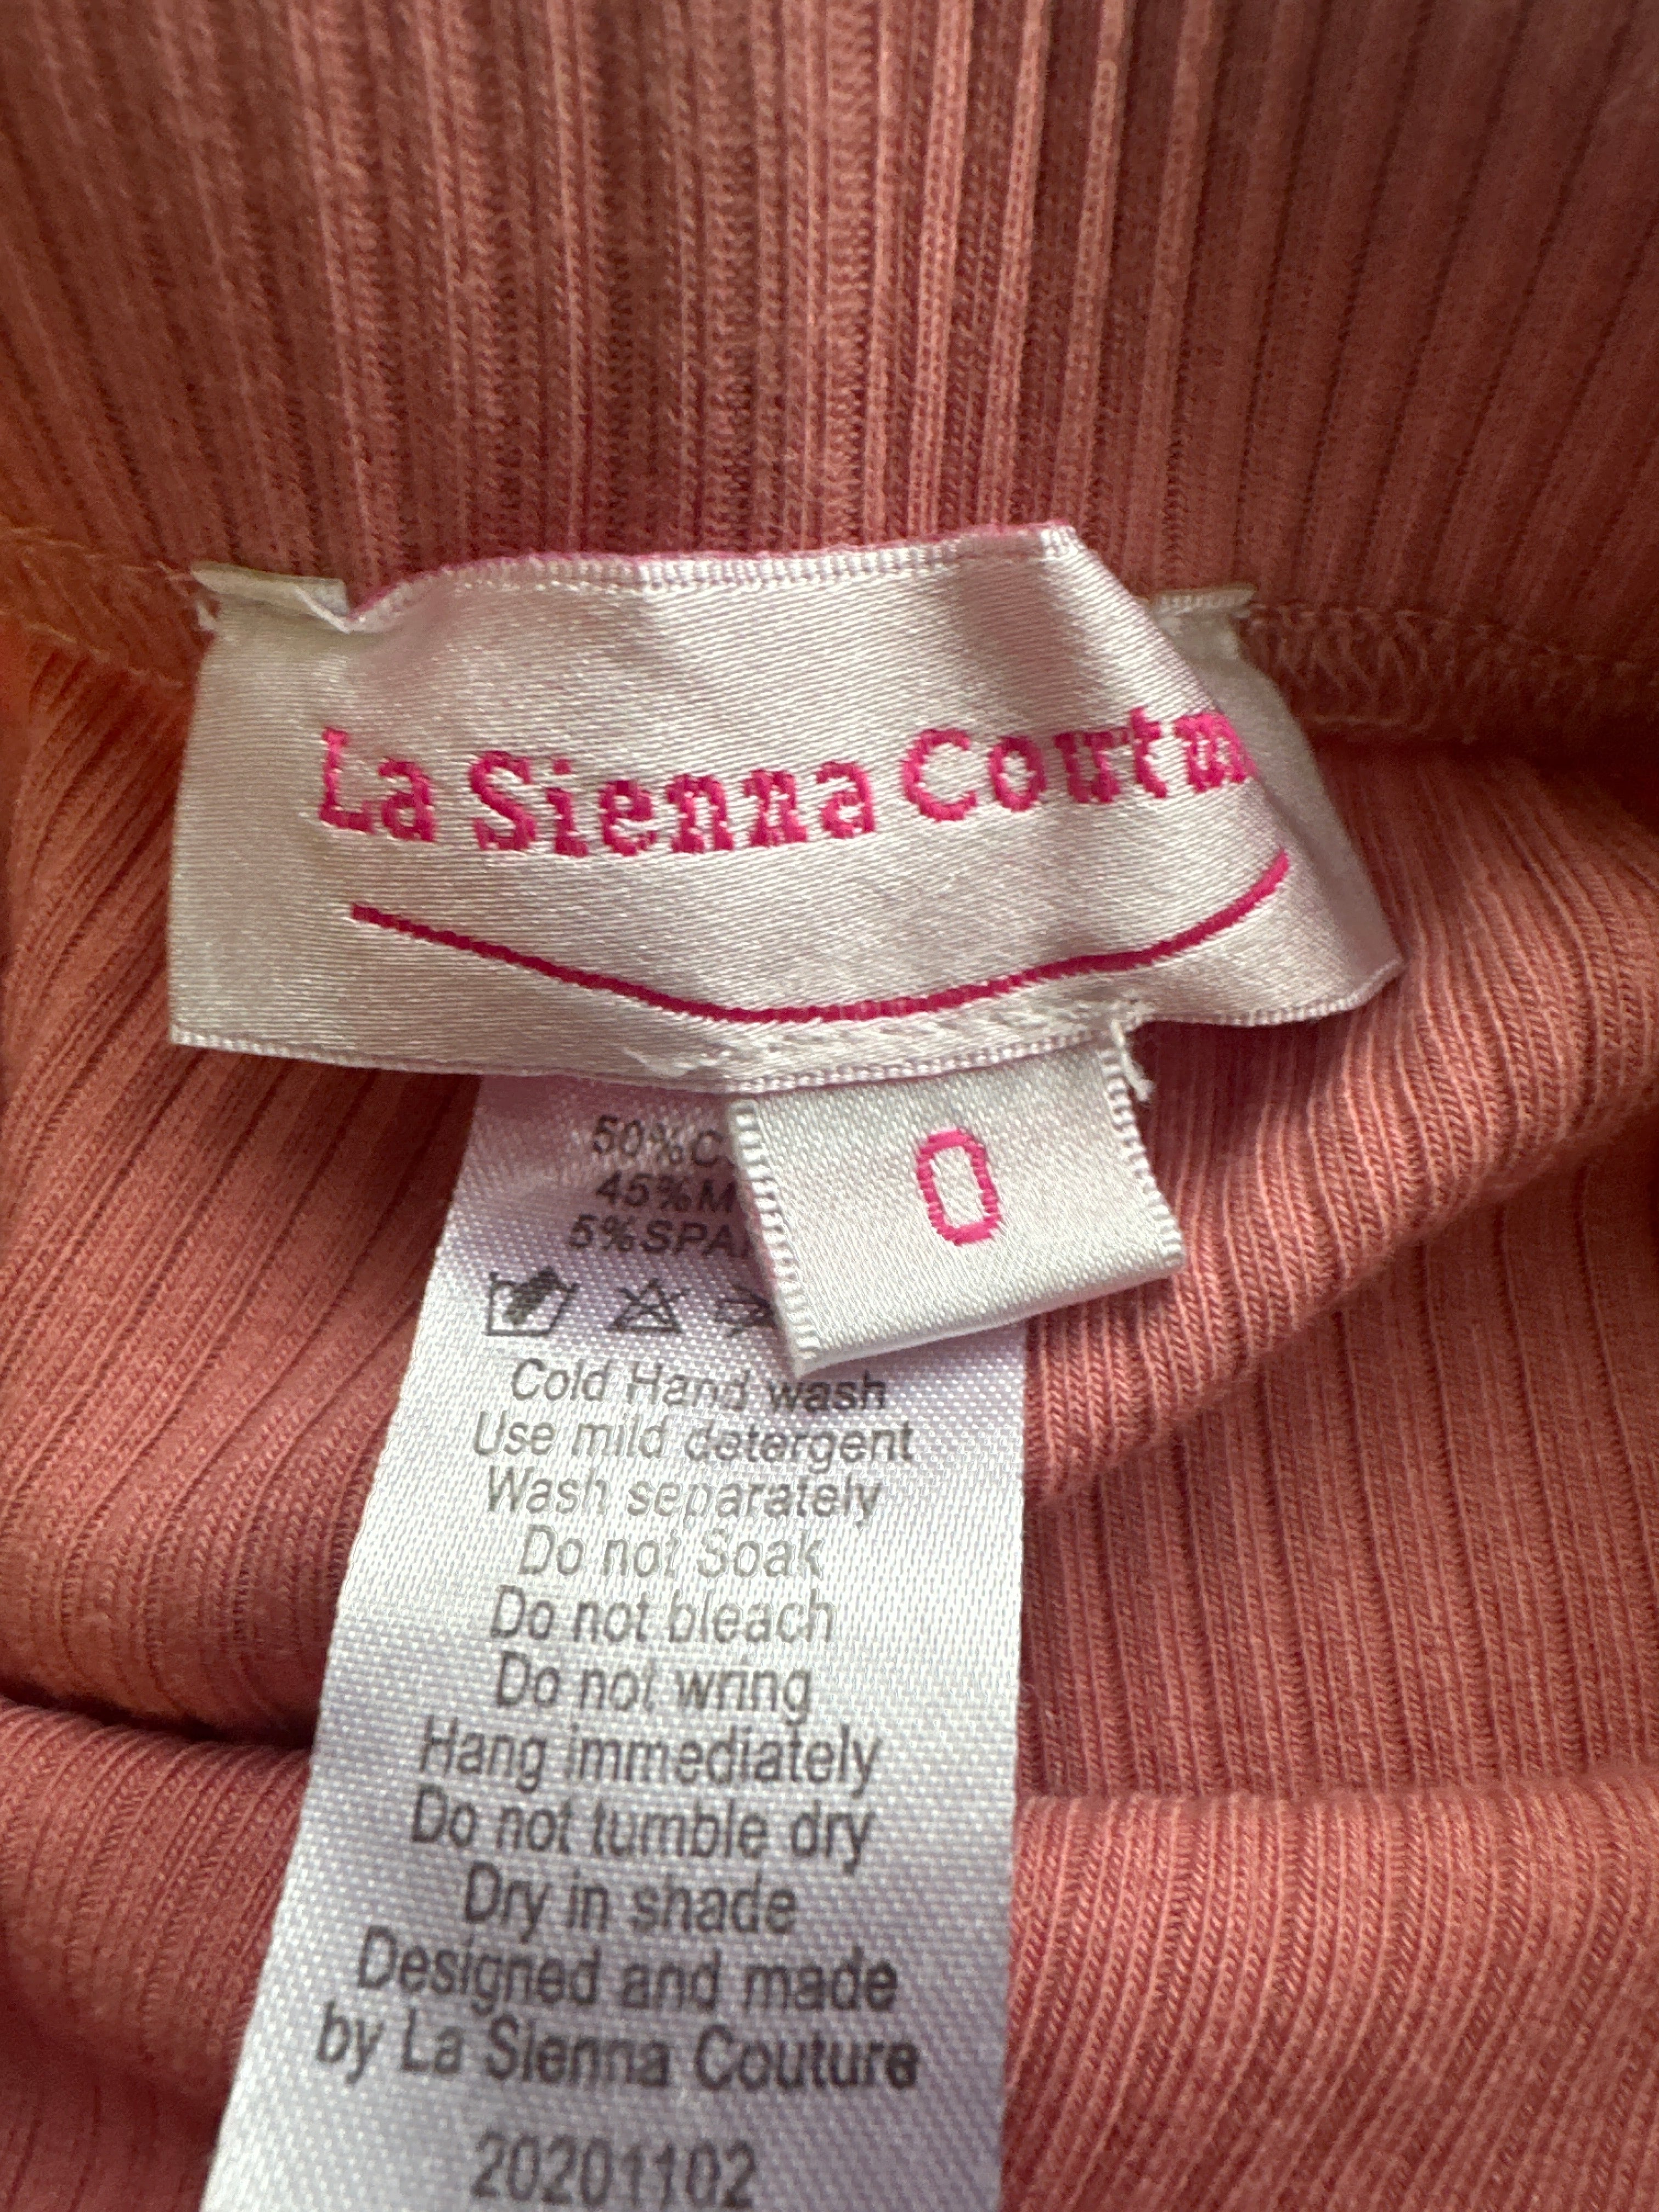 La Sienna Coutu
0
50%C
45%M
5%SPA
Cold Hand wash
Use mild detergent
Wash separately
Do not Soak
Do not bleach
Do not wring
Hang immediately
Do not tumble dry
Dry in shade
Designed and made
by La Sienna Couture
20201102